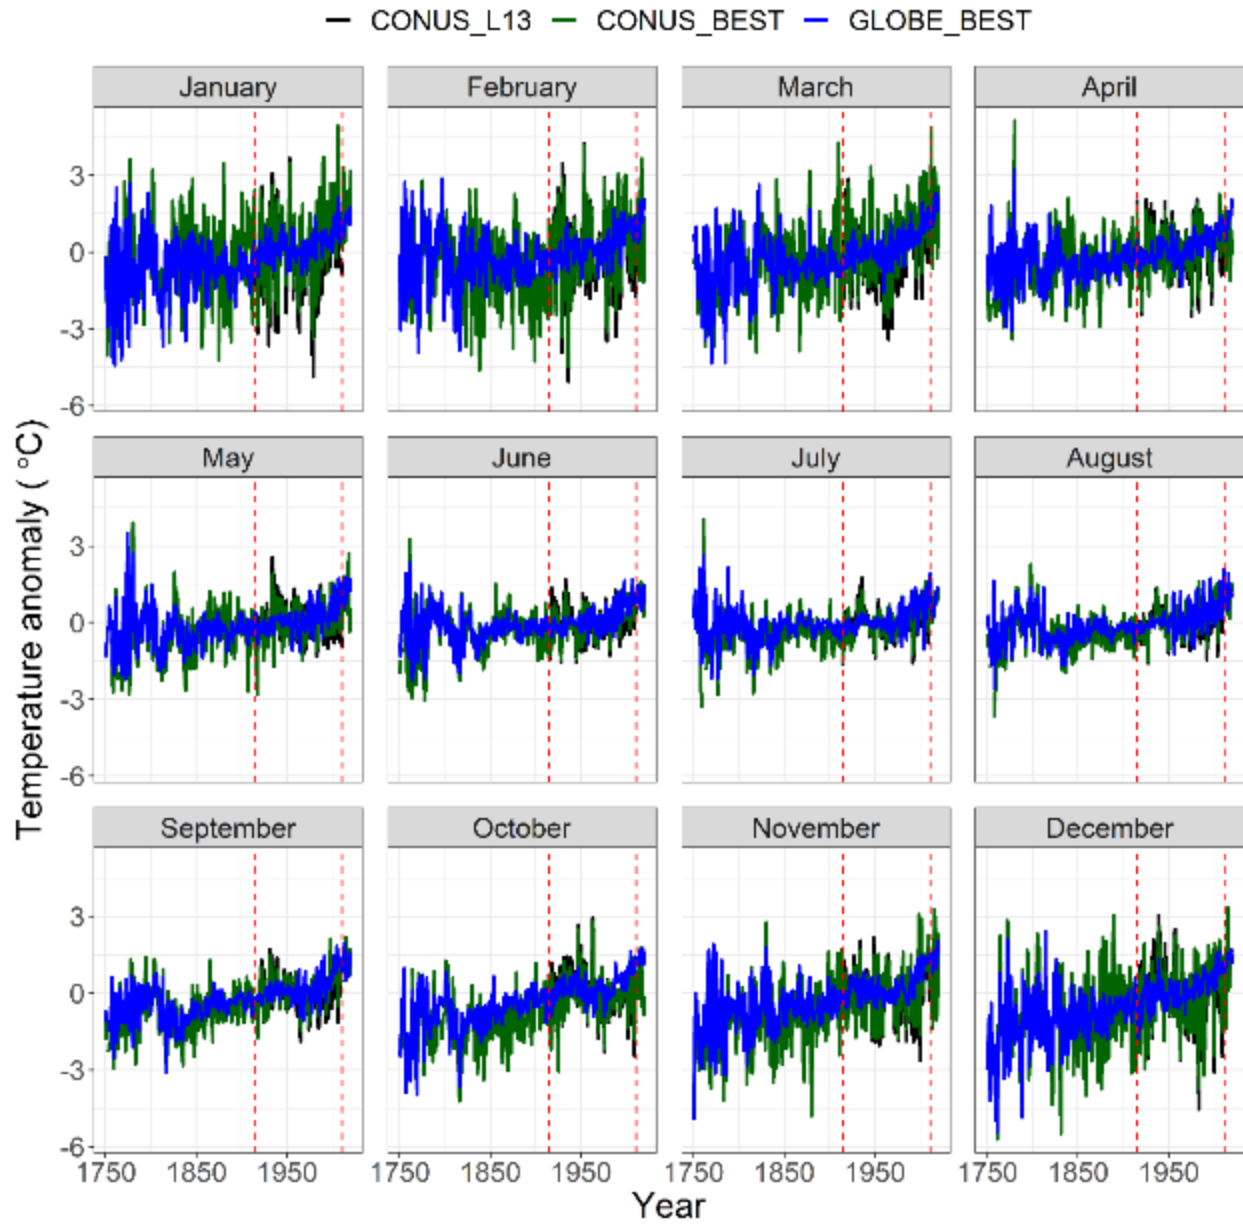 CONUS_L13 CONUS_BEST GLOBE_BEST
January February March April
3
0
-3
-6
May June July August
3
0
-3
-6
September October November December
3
0
-3
-6
1750 1850 1950 1750 1850 1950 1750 1850 1950 1750 1850 1950
Year
Temperature anomaly ( °C)